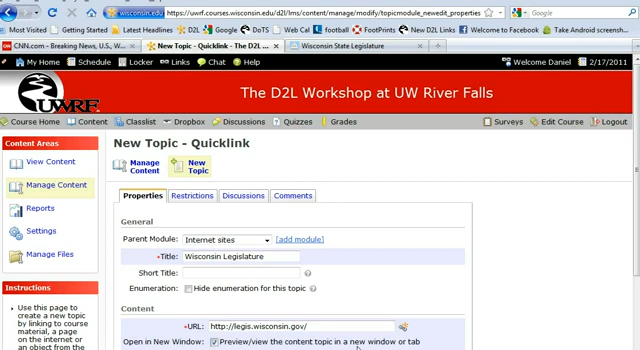 wisconsin.edu https://uwrf.courses.wisconsin.edu/d2l/lms/content/manage/modify/topicmodule_newedit_properties Google
Most Visited Getting Started Latest Headlines D2L Google DoTS Web Cal football FootPrints New D2L Welcome to Facebook Take Android screensh...
CNN.com - Breaking News, U.S., W... New Topic - Quicklink - The D2L ... Wisconsin State Legislature
My Home Schedule Locker Links Chat Help Welcome Daniel 2/17/2011
UWRF The D2L Workshop at UW River Falls
Course Home Content Classlist Dropbox Discussions Quizzes Grades Surveys Edit Course Logout
Content Areas
View Content
Manage Content
Reports
Settings
Manage Files
Instructions
Use this page to
create a new topic
by linking to course
material, a page
on the internet or
an object from the
New Topic - Quicklink
Manage Content
New Topic
Properties Restrictions Discussions Comments
General
Parent Module: Internet sites [add module]
*Title: Wisconsin Legislature
Short Title:
Enumeration: Hide enumeration for this topic
Content
*URL: http://legis.wisconsin.gov/
Open in New Window: Preview/view the content topic in a new window or tab